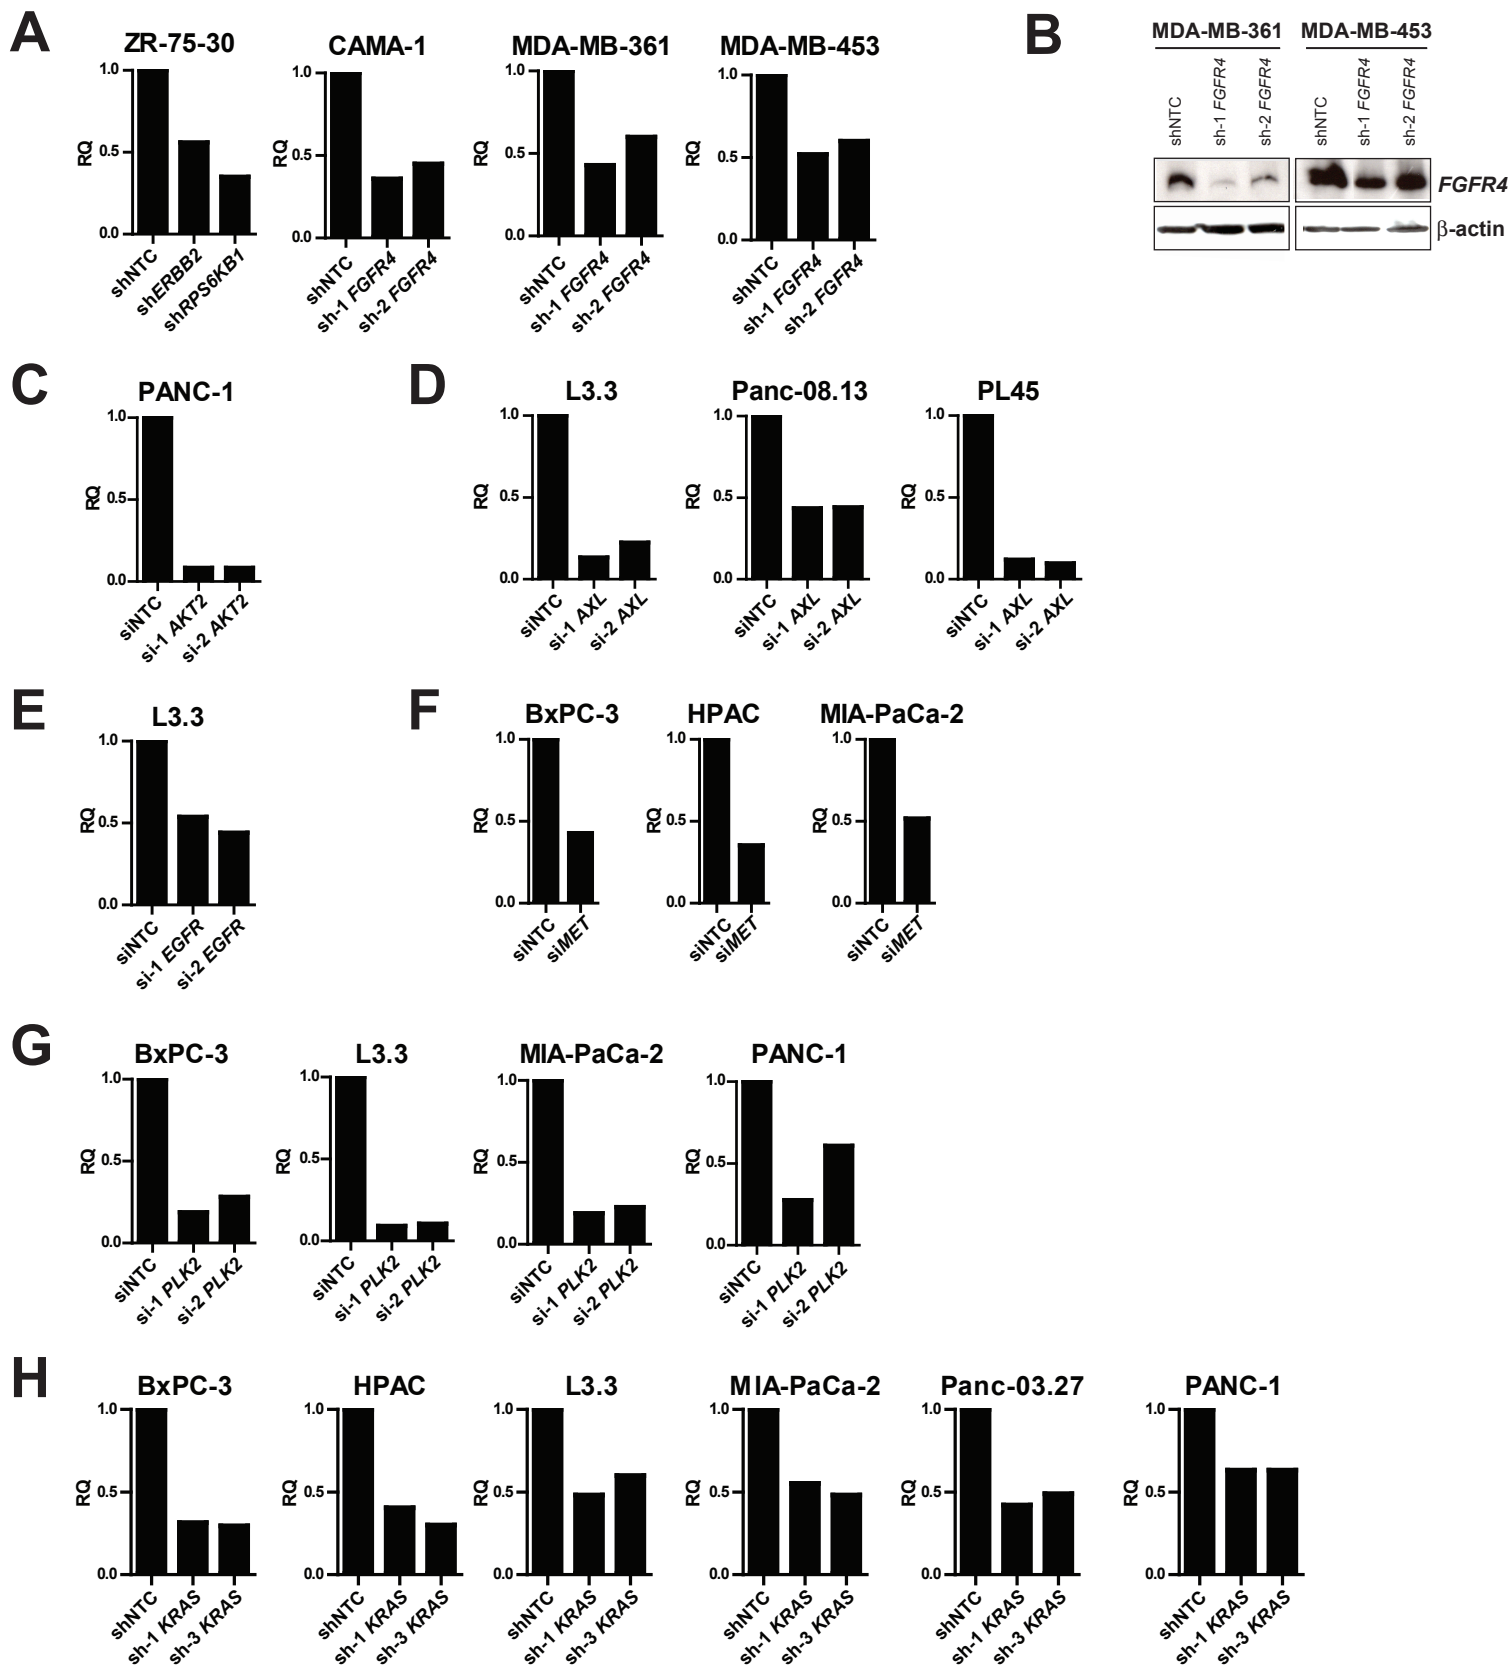 A
ZR-75-30
RQ
1.0
0.5
0.0
shNTC
shERBB2
shRPS6KB1
CAMA-1
RQ
1.0
0.5
0.0
shNTC
sh-1 FGFR4
sh-2 FGFR4
MDA-MB-361
RQ
1.0
0.5
0.0
shNTC
sh-1 FGFR4
sh-2 FGFR4
MDA-MB-453
RQ
1.0
0.5
0.0
shNTC
sh-1 FGFR4
sh-2 FGFR4
B
MDA-MB-361
MDA-MB-453
shNTC
sh-1 FGFR4
sh-2 FGFR4
shNTC
sh-1 FGFR4
sh-2 FGFR4
FGFR4
β-actin
C
PANC-1
RQ
1.0
0.5
0.0
siNTC
si-1 AKT2
si-2 AKT2
D
L3.3
RQ
1.0
0.5
0.0
siNTC
si-1 AXL
si-2 AXL
Panc-08.13
RQ
1.0
0.5
0.0
siNTC
si-1 AXL
si-2 AXL
PL45
RQ
1.0
0.5
0.0
siNTC
si-1 AXL
si-2 AXL
E
L3.3
RQ
1.0
0.5
0.0
siNTC
si-1 EGFR
si-2 EGFR
F
BxPC-3
RQ
1.0
0.5
0.0
siNTC
siMET
HPAC
RQ
1.0
0.5
0.0
siNTC
siMET
MIA-PaCa-2
RQ
1.0
0.5
0.0
siNTC
siMET
G
BxPC-3
RQ
1.0
0.5
0.0
siNTC
si-1 PLK2
si-2 PLK2
L3.3
RQ
1.0
0.5
0.0
siNTC
si-1 PLK2
si-2 PLK2
MIA-PaCa-2
RQ
1.0
0.5
0.0
siNTC
si-1 PLK2
si-2 PLK2
PANC-1
RQ
1.0
0.5
0.0
siNTC
si-1 PLK2
si-2 PLK2
H
BxPC-3
RQ
1.0
0.5
0.0
shNTC
sh-1 KRAS
sh-3 KRAS
HPAC
RQ
1.0
0.5
0.0
shNTC
sh-1 KRAS
sh-3 KRAS
L3.3
RQ
1.0
0.5
0.0
shNTC
sh-1 KRAS
sh-3 KRAS
MIA-PaCa-2
RQ
1.0
0.5
0.0
shNTC
sh-1 KRAS
sh-3 KRAS
Panc-03.27
RQ
1.0
0.5
0.0
shNTC
sh-1 KRAS
sh-3 KRAS
PANC-1
RQ
1.0
0.5
0.0
shNTC
sh-1 KRAS
sh-3 KRAS